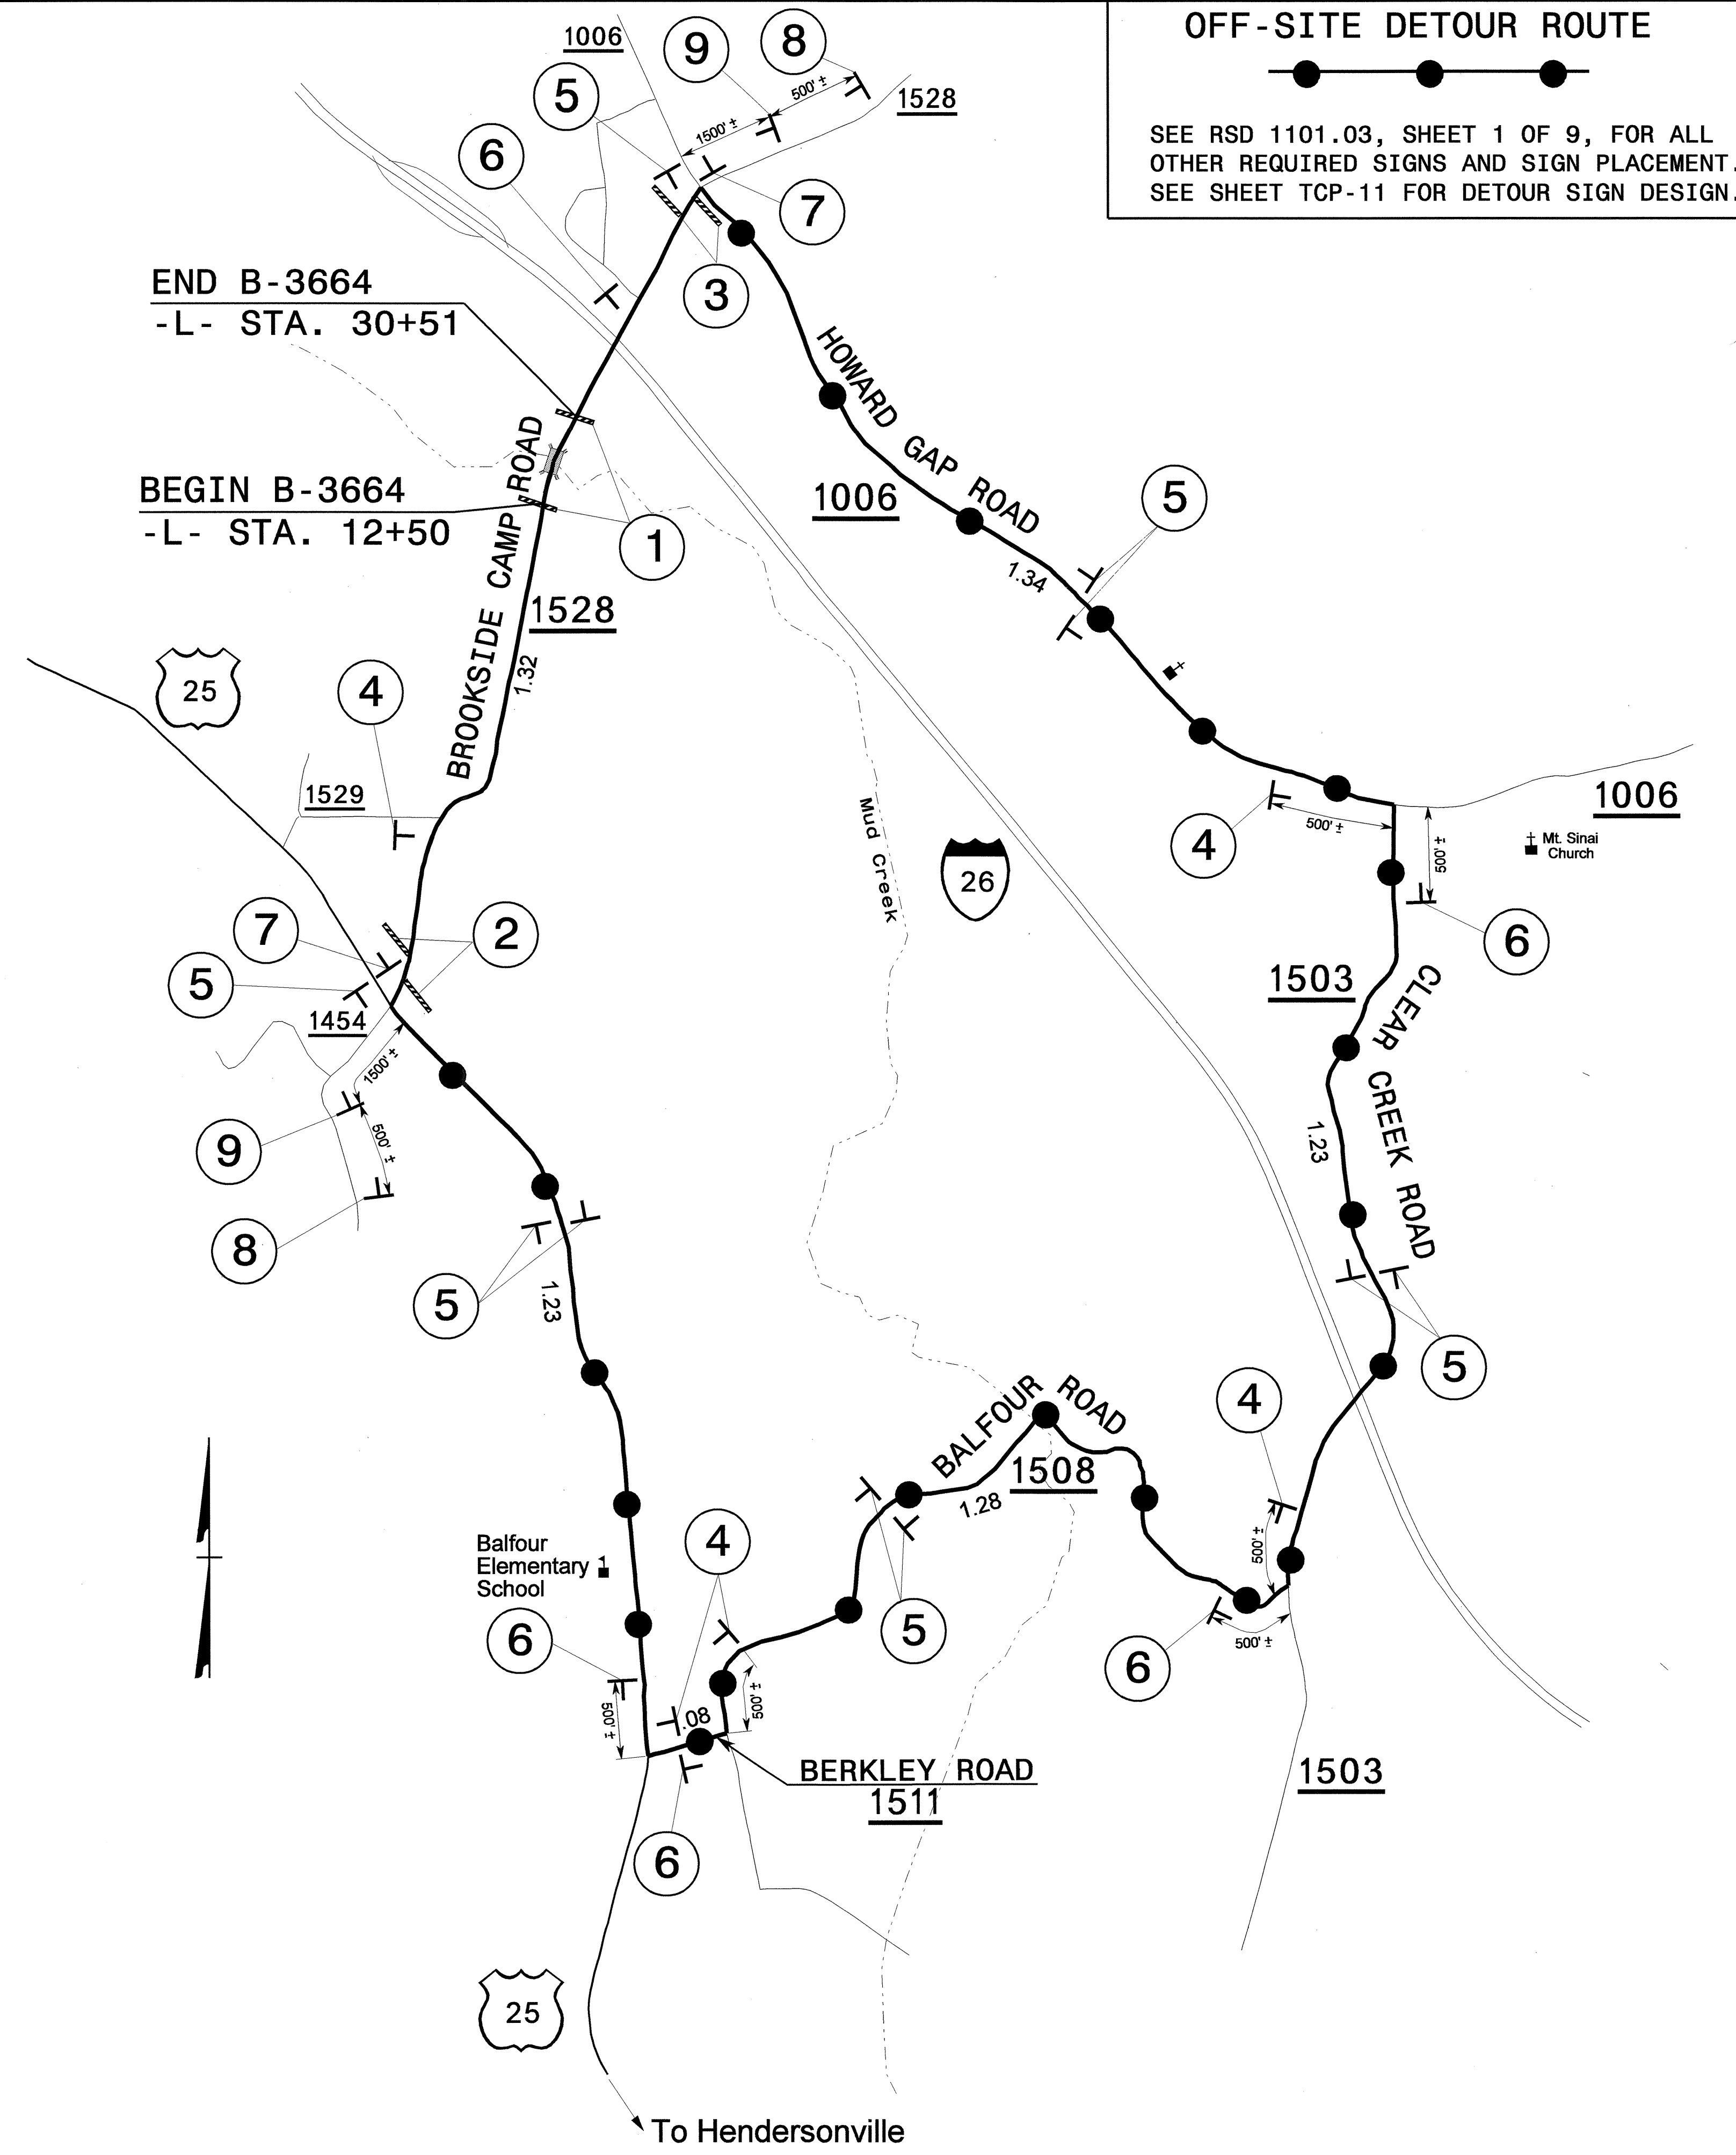 OFF-SITE DETOUR ROUTE
SEE RSD 1101.03, SHEET 1 OF 9, FOR ALL
OTHER REQUIRED SIGNS AND SIGN PLACEMENT.
SEE SHEET TCP-11 FOR DETOUR SIGN DESIGN.
1006
9
8
5
500' ±
1528
1500' ±
6
7
3
END B-3664
-L- STA. 30+51
HOWARD GAP ROAD
1006
BEGIN B-3664
-L- STA. 12+50
1
5
1.34
BROOKSIDE CAMP ROAD
1528
1.32
25
4
1529
Mud Creek
26
4
500' ±
1006
500' ±
Mt. Sinai
Church
6
7
2
5
1454
1503
CLEAR CREEK ROAD
1500' ±
9
500' ±
8
1.23
5
1.23
5
4
BALFOUR ROAD
1508
1.28
500' ±
Balfour
Elementary
School
4
5
6
6
500' ±
500' ±
.08
500' ±
BERKLEY ROAD
1511
1503
6
25
To Hendersonville